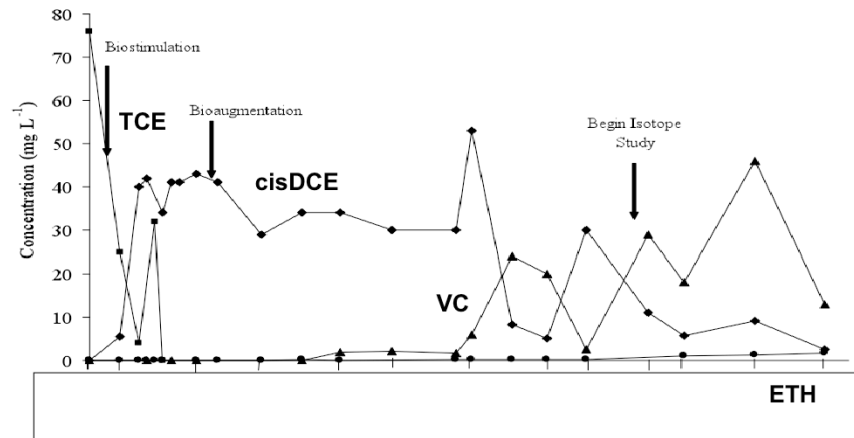 80
70
60
50
40
30
20
10
0
Concentration (mg L⁻¹)
Biostimulation
TCE
Bioaugmentation
cisDCE
VC
Begin Isotope
Study
ETH